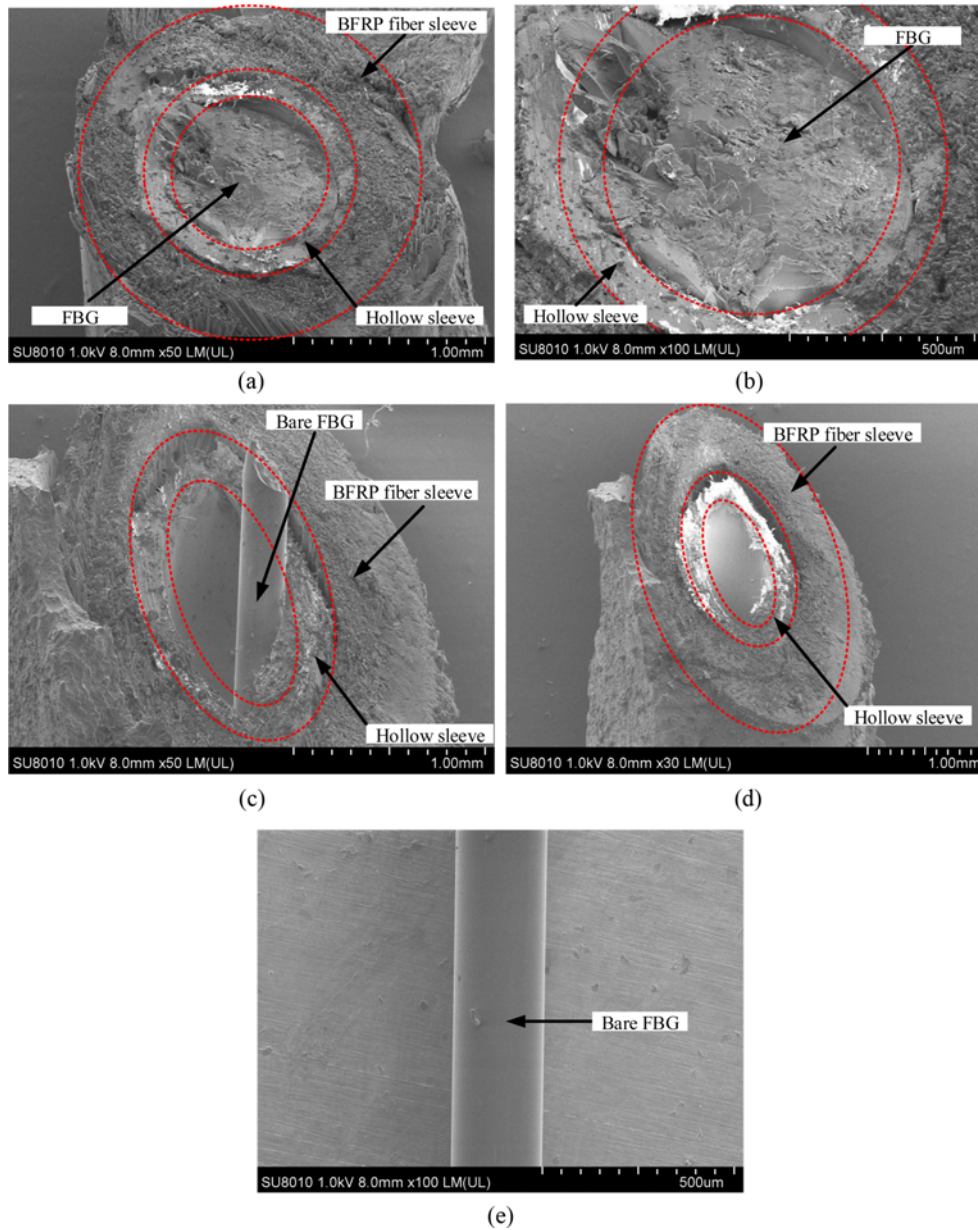 BFRP fiber sleeve
FBG
Hollow sleeve
SU8010 1.0kV 8.0mm x50 LM(UL)
1.00mm
(a)
FBG
Hollow sleeve
SU8010 1.0kV 8.0mm x100 LM(UL)
500um
(b)
Bare FBG
BFRP fiber sleeve
Hollow sleeve
SU8010 1.0kV 8.0mm x50 LM(UL)
1.00mm
(c)
BFRP fiber sleeve
Hollow sleeve
SU8010 1.0kV 8.0mm x30 LM(UL)
1.00mm
(d)
Bare FBG
SU8010 1.0kV 8.0mm x100 LM(UL)
500um
(e)